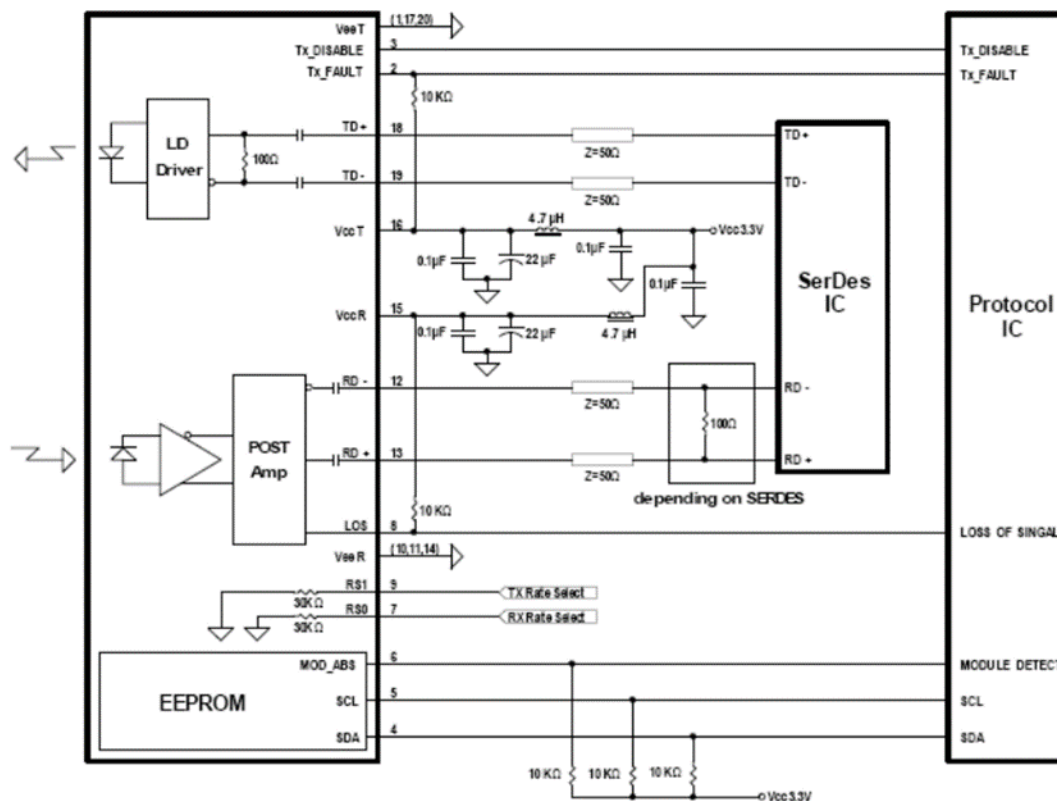 VeeT (1,17,20)
Tx_DISABLE 3 Tx_DISABLE
Tx_FAULT 2 Tx_FAULT
10 KΩ
LD
Driver
100Ω
TD+ 18 TD+
Z=50Ω
TD - 19 TD -
Z=50Ω
VccT 16 4.7 µH Vcc3.3V
0.1µF 22 µF 0.1µF 0.1µF
SerDes
IC
Protocol
IC
VccR 15
0.1µF 22 µF 4.7 µH
RD - 12 RD -
Z=50Ω
100Ω
POST
Amp
RD + 13 RD +
Z=50Ω
depending on SERDES
10 KΩ
LOS 8 LOSS OF SINGAL
VeeR (10,11,14)
RS1 9 TX Rate Select
30KΩ
RS0 7 RX Rate Select
30KΩ
MOD_ABS 6 MODULE DETECT
EEPROM
SCL 5 SCL
SDA 4 SDA
10 KΩ 10 KΩ 10 KΩ
Vcc3.3V